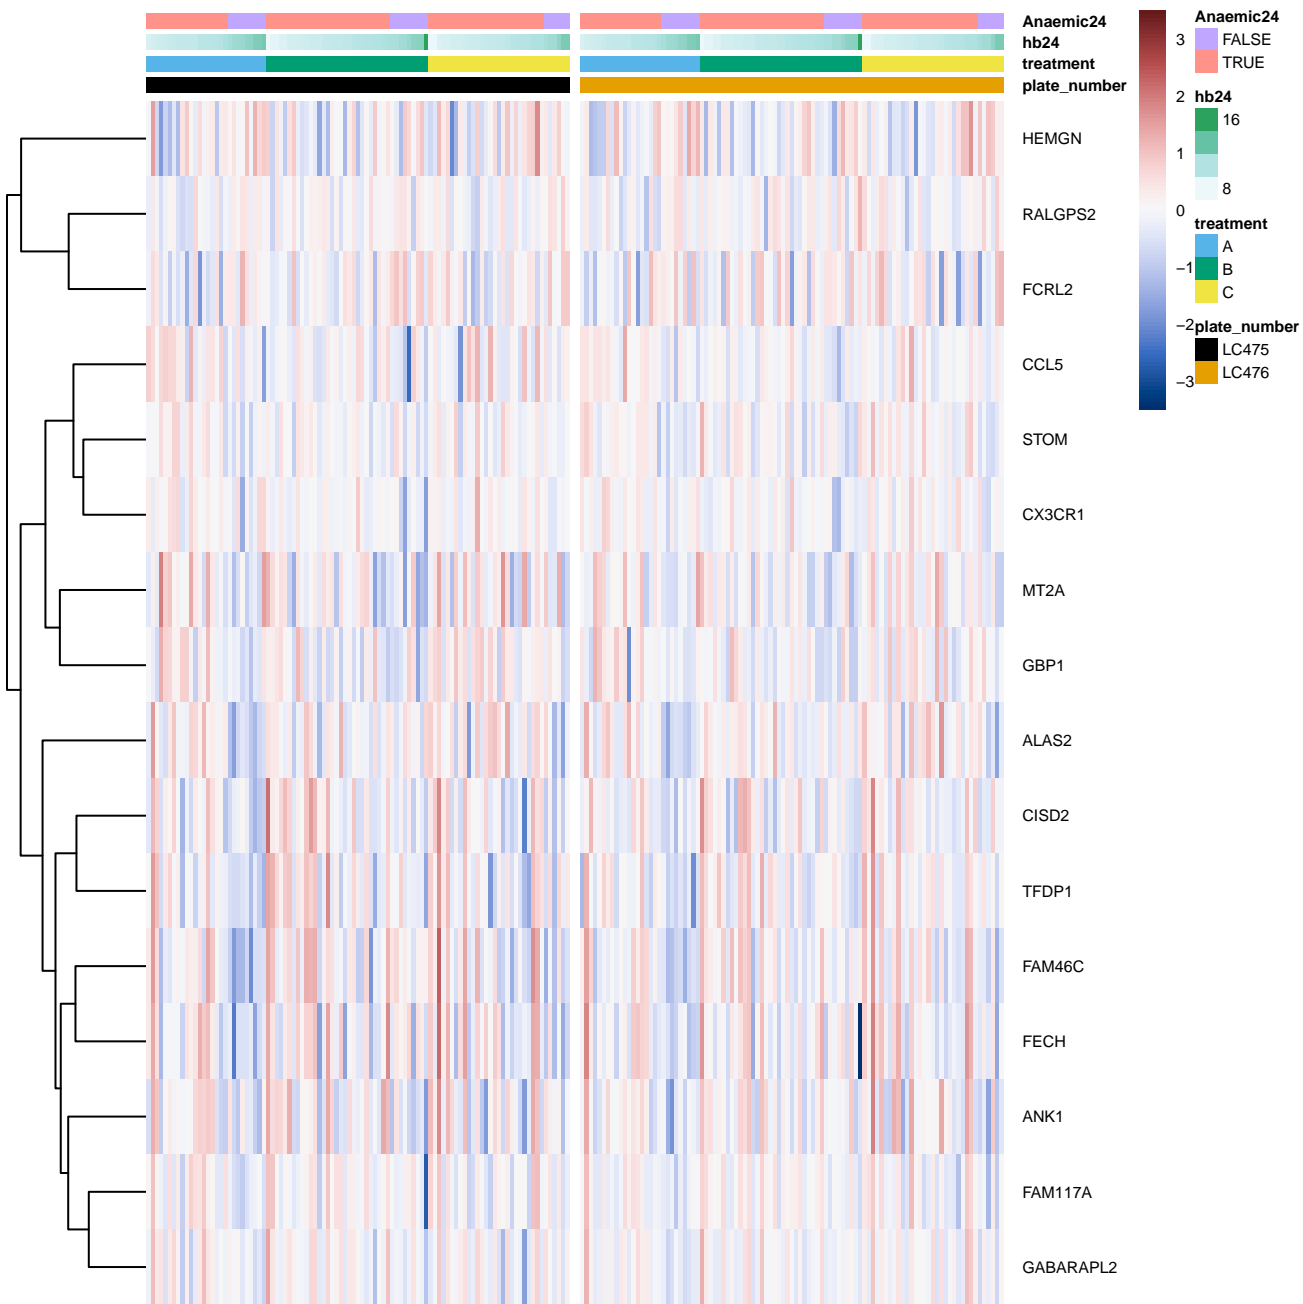 Anaemic24
hb24
treatment
plate_number
HEMGN
RALGPS2
FCRL2
CCL5
STOM
CX3CR1
MT2A
GBP1
ALAS2
CISD2
TFDP1
FAM46C
FECH
ANK1
FAM117A
GABARAPL2
3
2
1
0
−1
−2
−3
Anaemic24
FALSE
TRUE
hb24
16
8
treatment
A
B
C
plate_number
LC475
LC476